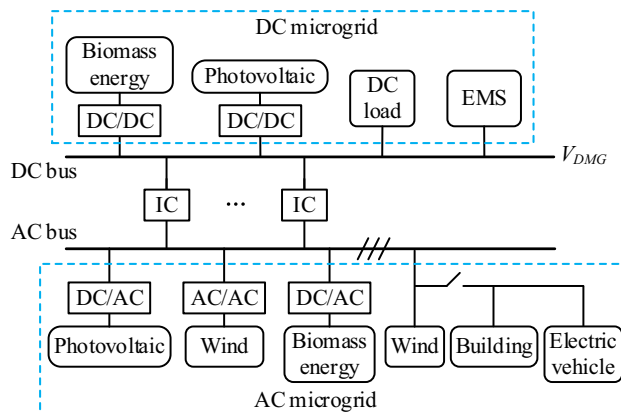 DC microgrid
Biomass
energy
Photovoltaic
DC
load
EMS
DC/DC
DC/DC
V_DMG
DC bus
IC
...
IC
AC bus
DC/AC
AC/AC
DC/AC
Photovoltaic
Wind
Biomass
energy
Wind
Building
Electric
vehicle
AC microgrid